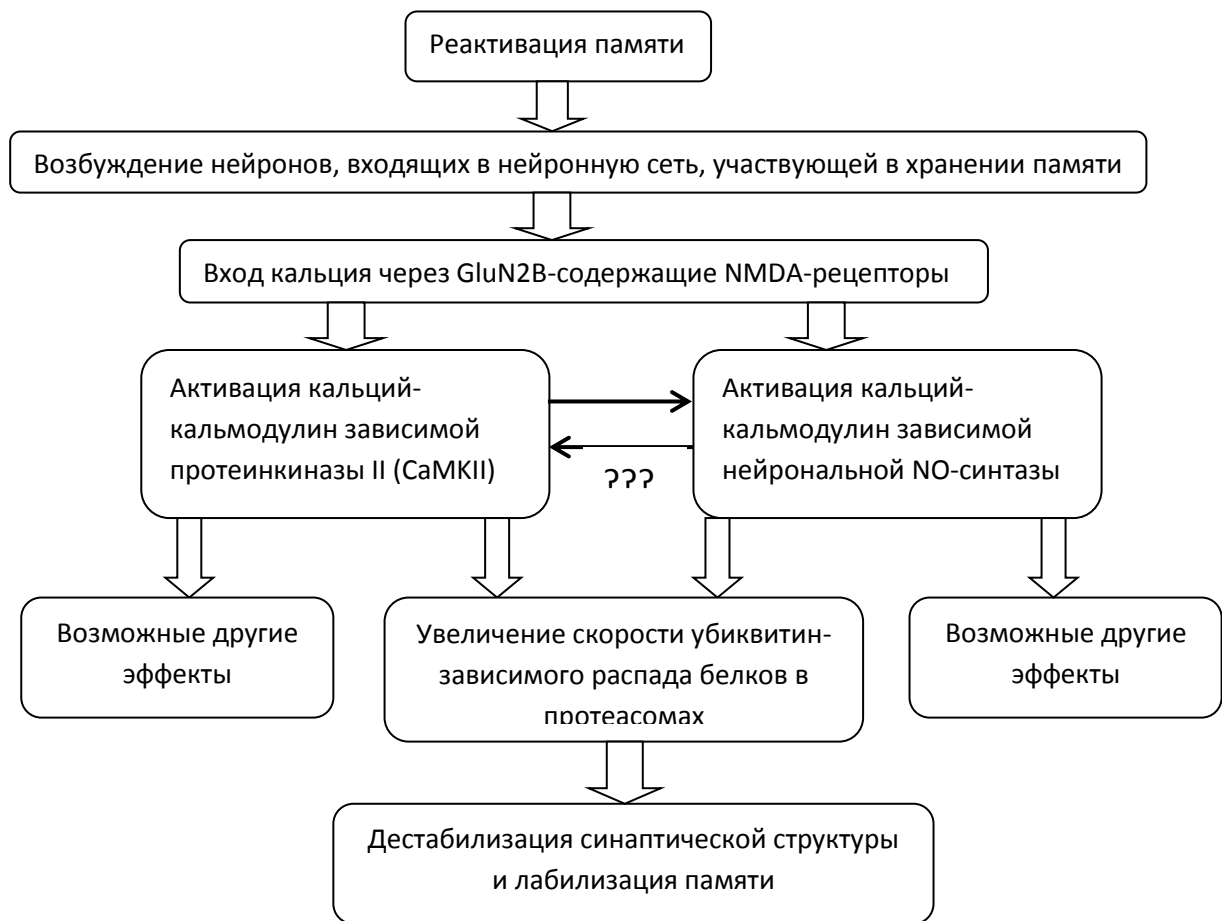 Реактивация памяти
Возбуждение нейронов, входящих в нейронную сеть, участвующей в хранении памяти
Вход кальция через GluN2B-содержащие NMDA-рецепторы
Активация кальций-
кальмодулин зависимой
протеинкиназы II (CaMKII)
???
Активация кальций-
кальмодулин зависимой
нейрональной NO-синтазы
Возможные другие
эффекты
Увеличение скорости убиквитин-
зависимого распада белков в
протеасомах
Возможные другие
эффекты
Дестабилизация синаптической структуры
и лабилизация памяти